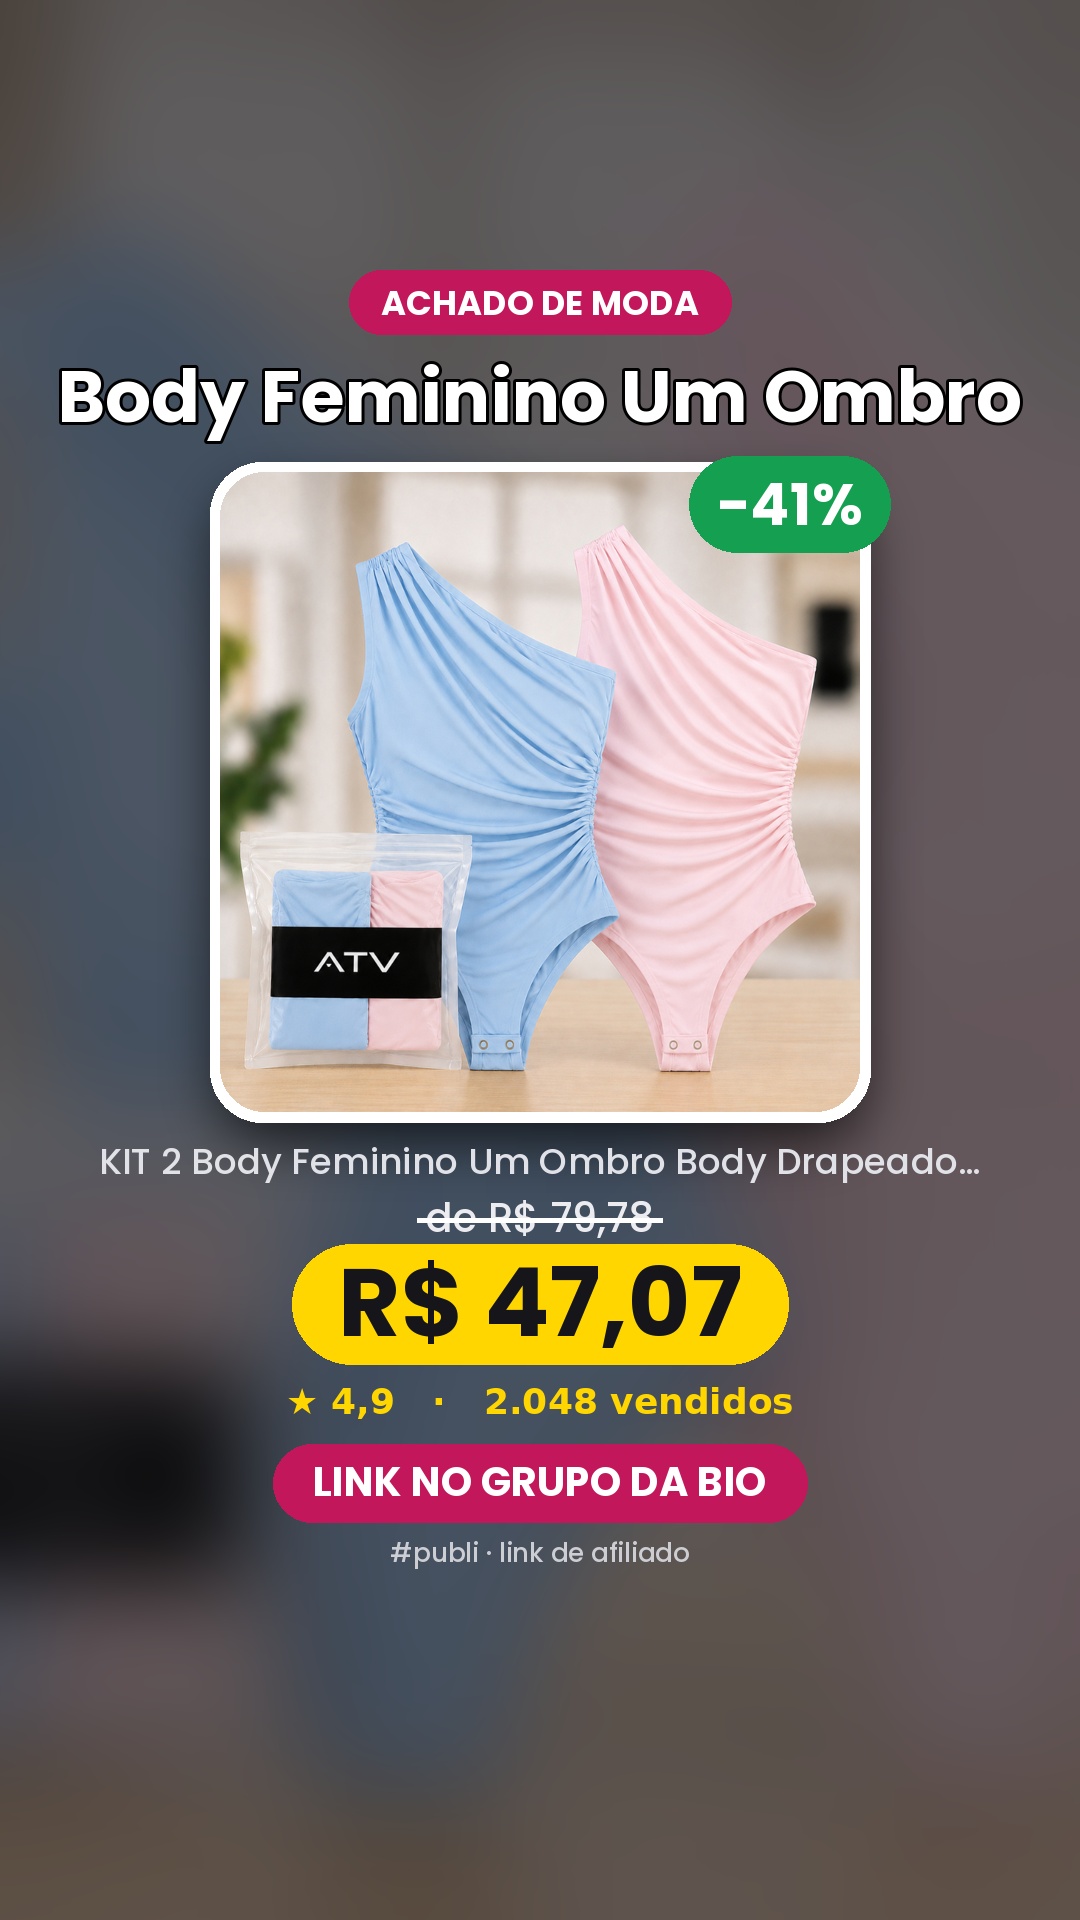 ACHADO DE MODA
Body Feminino Um Ombro
-41%
ATV
KIT 2 Body Feminino Um Ombro Body Drapeado...
de R$ 79,78
R$ 47,07
★ 4,9 · 2.048 vendidos
LINK NO GRUPO DA BIO
#publi · link de afiliado